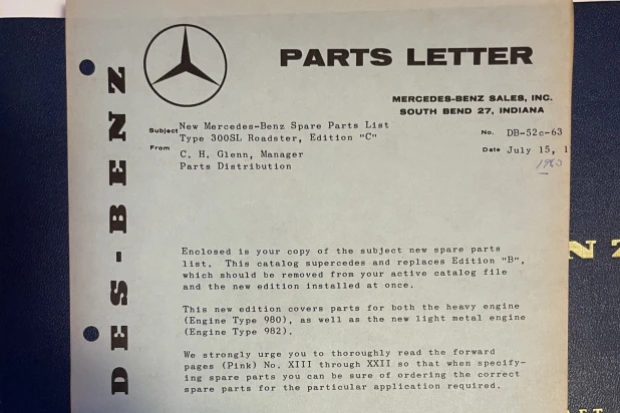 PARTS LETTER
MERCEDES-BENZ SALES, INC.
SOUTH BEND 27, INDIANA
Subject New Mercedes-Benz Spare Parts List
Type 300SL Roadster, Edition "C"
No. DB-52c-63
From C. H. Glenn, Manager
Parts Distribution
Date July 15, 1
DES-BENZ
Enclosed is your copy of the subject new spare parts
list. This catalog supercedes and replaces Edition "B",
which should be removed from your active catalog file
and the new edition installed at once.
This new edition covers parts for both the heavy engine
(Engine Type 980), as well as the new light metal engine
(Engine Type 982).
We strongly urge you to thoroughly read the forward
pages (Pink) No. XIII through XXII so that when specify-
ing spare parts you can be sure of ordering the correct
spare parts for the particular application required.
NZ